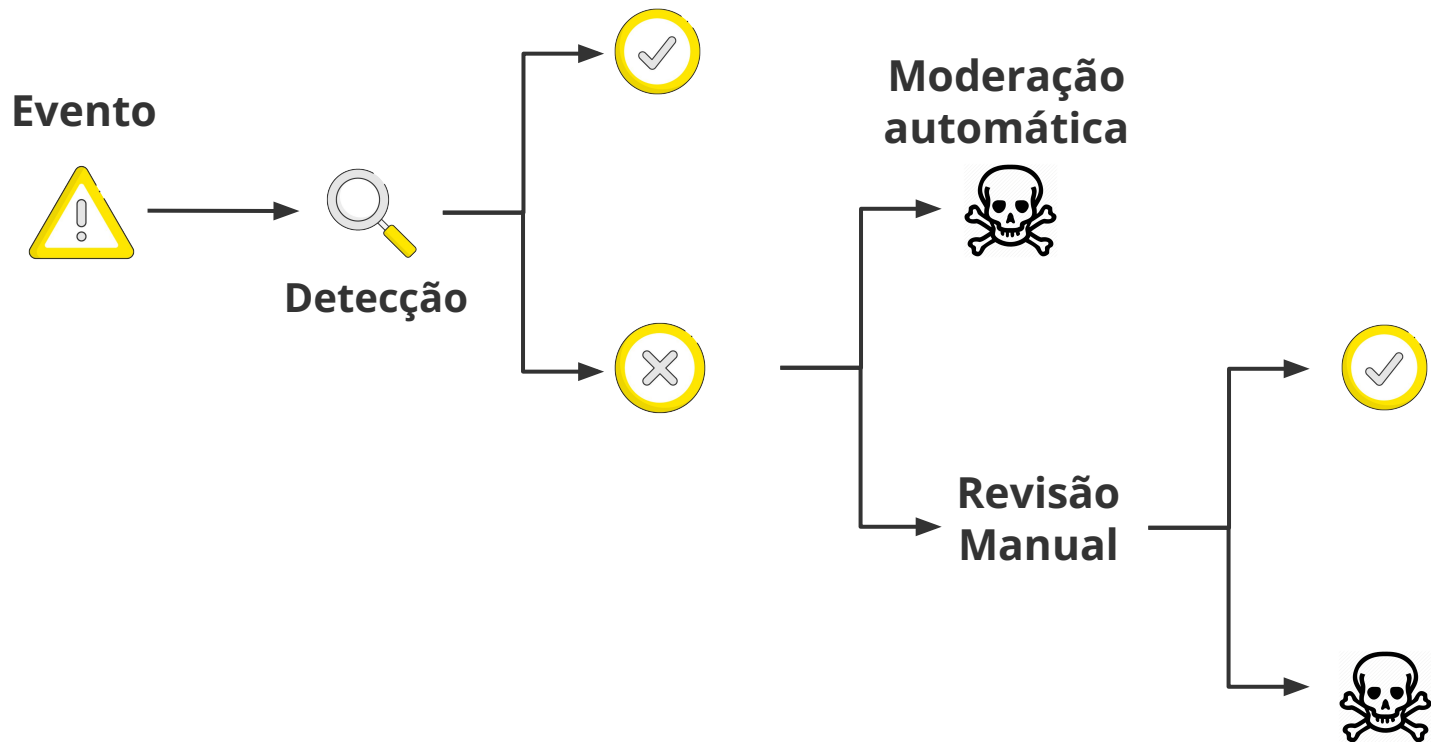 Evento
Detecção
Moderação
automática
Revisão
Manual